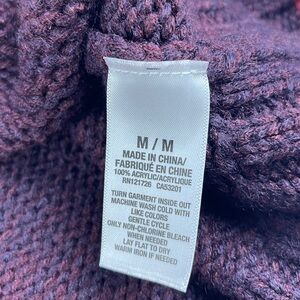 M / M
MADE IN CHINA/
FABRIQUÉ EN CHINE
100% ACRYLIC/ACRYLIQUE
RN121726 CA53201
TURN GARMENT INSIDE OUT
MACHINE WASH COLD WITH
LIKE COLORS
GENTLE CYCLE
ONLY NON-CHLORINE BLEACH
WHEN NEEDED
LAY FLAT TO DRY
WARM IRON IF NEEDED